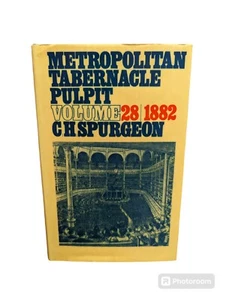 METROPOLITAN
TABERNACLE
PULPIT
VOLUME 28/1882
C H SPURGEON
Photoroom